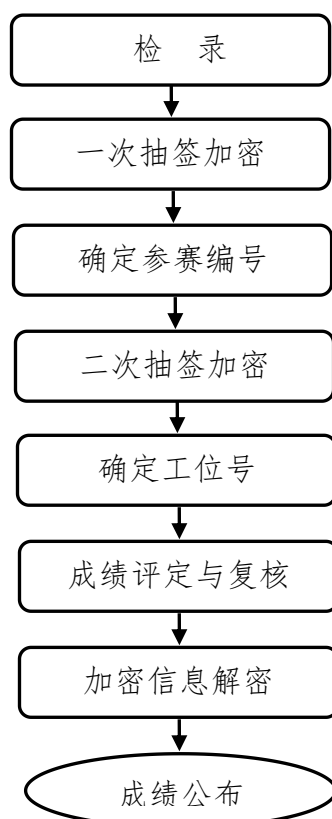 检 录
一次抽签加密
确定参赛编号
二次抽签加密
确定工位号
成绩评定与复核
加密信息解密
成绩公布